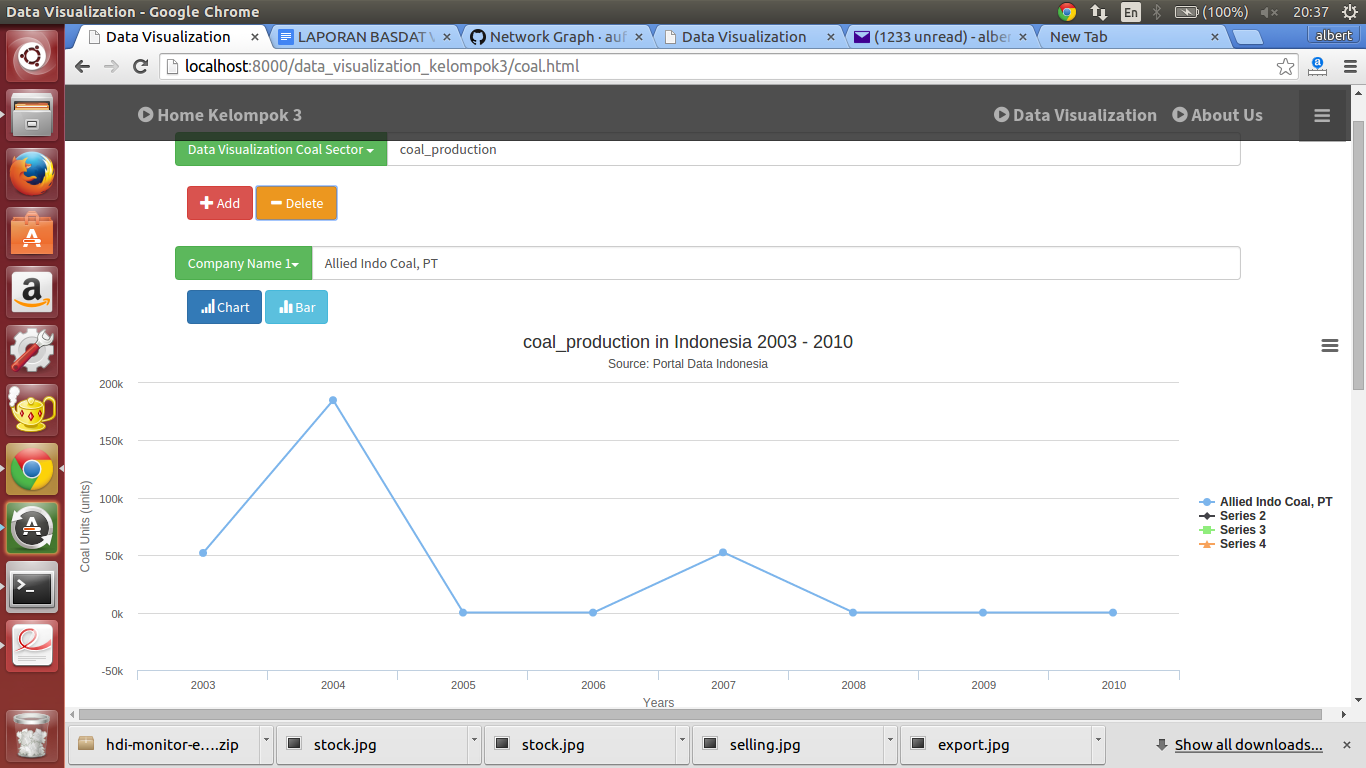 Data Visualization - Google Chrome
En (100%) 20:37
Data Visualization × LAPORAN BASDAT V × Network Graph · auf × Data Visualization × (1233 unread) - alber × New Tab × albert
localhost:8000/data_visualization_kelompok3/coal.html
Home Kelompok 3 Data Visualization About Us
Data Visualization Coal Sector coal_production
Add Delete
Company Name 1 Allied Indo Coal, PT
Chart Bar
coal_production in Indonesia 2003 - 2010
Source: Portal Data Indonesia
Coal Units (units)
200k
150k
100k
50k
0k
-50k
2003 2004 2005 2006 2007 2008 2009 2010
Years
Allied Indo Coal, PT
Series 2
Series 3
Series 4
hdi-monitor-e....zip stock.jpg stock.jpg selling.jpg export.jpg Show all downloads... ×